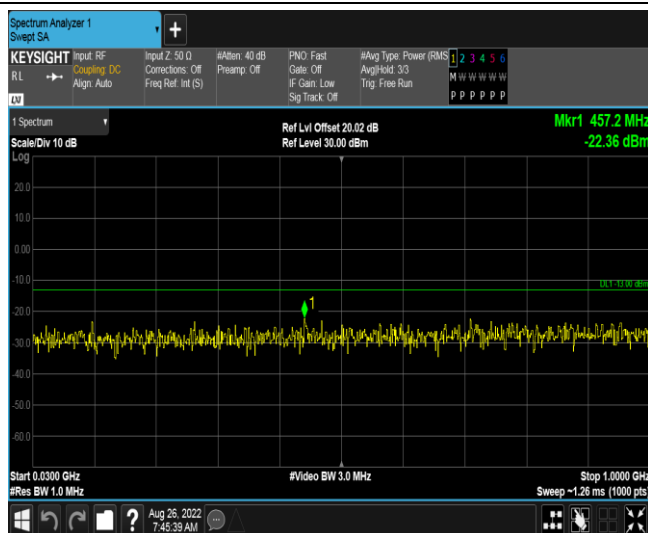 Spectrum Analyzer 1
Swept SA
+
KEYSIGHT
RL
LXI
Input: RF
Coupling: DC
Align: Auto
Input Z: 50 Ω
Corrections: Off
Freq Ref: Int (S)
#Atten: 40 dB
Preamp: Off
PNO: Fast
Gate: Off
IF Gain: Low
Sig Track: Off
#Avg Type: Power (RMS
Avg|Hold: 3/3
Trig: Free Run
1 2 3 4 5 6
M W W W W W
P P P P P P
1 Spectrum
Scale/Div 10 dB
Ref Lvl Offset 20.02 dB
Ref Level 30.00 dBm
Mkr1 457.2 MHz
-22.36 dBm
Log
20.0
10.0
0.00
-10.0
DL1 -13.00 dBm
1
-20.0
-30.0
-40.0
-50.0
-60.0
Start 0.0300 GHz
#Res BW 1.0 MHz
#Video BW 3.0 MHz
Stop 1.0000 GHz
Sweep ~1.26 ms (1000 pts)
?
Aug 26, 2022
7:45:39 AM